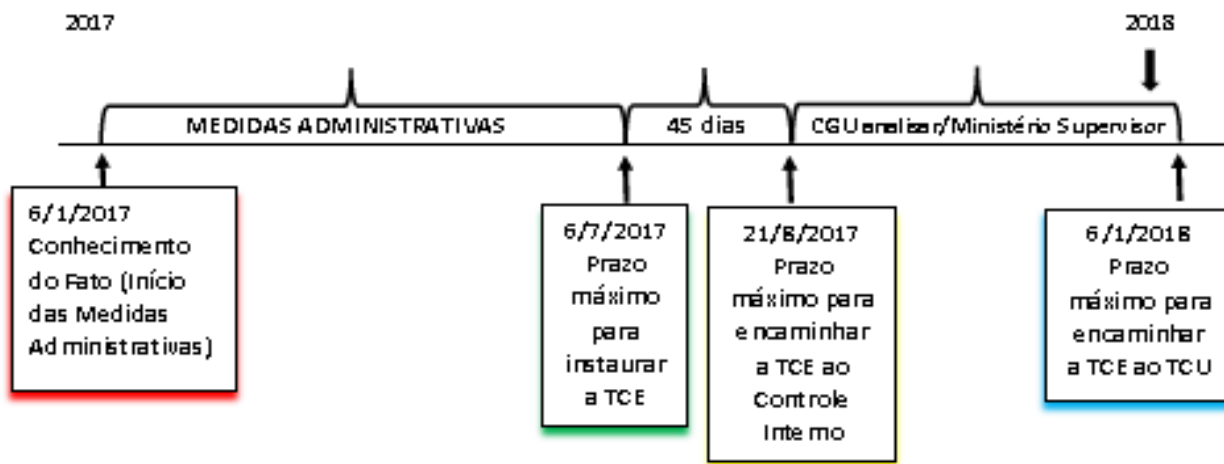 2017
2018
MEDIDAS ADMINISTRATIVAS
45 dias
CGU analisar/Ministério Supervisor
6/1/2017
Conhecimento
do Fato (Início
das Medidas
Administrativas)
6/7/2017
Prazo
máximo
para
instaurar
a TCE
21/8/2017
Prazo
máximo para
encaminhar
a TCE ao
Controle
Interno
6/1/2018
Prazo
máximo para
encaminhar
a TCE ao TCU